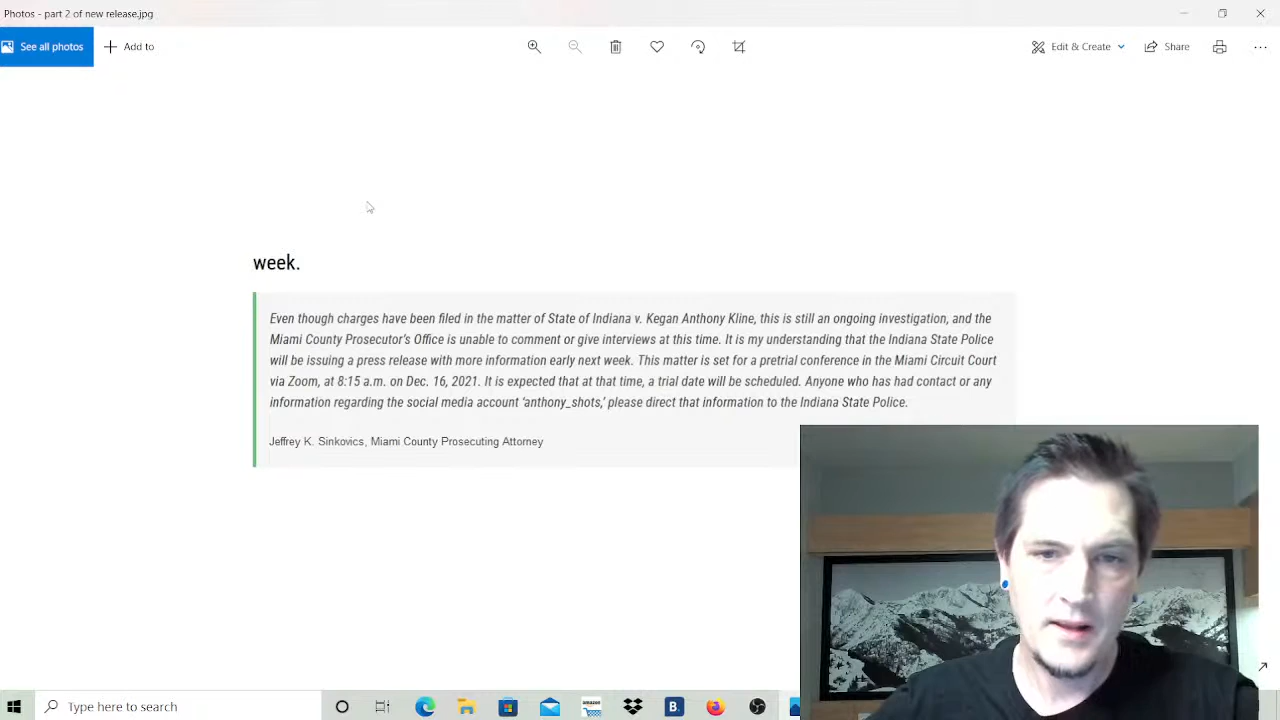 Photos - part 2 of new release.jpg
See all photos
Add to
Edit & Create
Share
week.
Even though charges have been filed in the matter of State of Indiana v. Kegan Anthony Kline, this is still an ongoing investigation, and the
Miami County Prosecutor's Office is unable to comment or give interviews at this time. It is my understanding that the Indiana State Police
will be issuing a press release with more information early next week. This matter is set for a pretrial conference in the Miami Circuit Court
via Zoom, at 8:15 a.m. on Dec. 16, 2021. It is expected that at that time, a trial date will be scheduled. Anyone who has had contact or any
information regarding the social media account 'anthony_shots,' please direct that information to the Indiana State Police.
Jeffrey K. Sinkovics, Miami County Prosecuting Attorney
Type here to search
amazon
B.